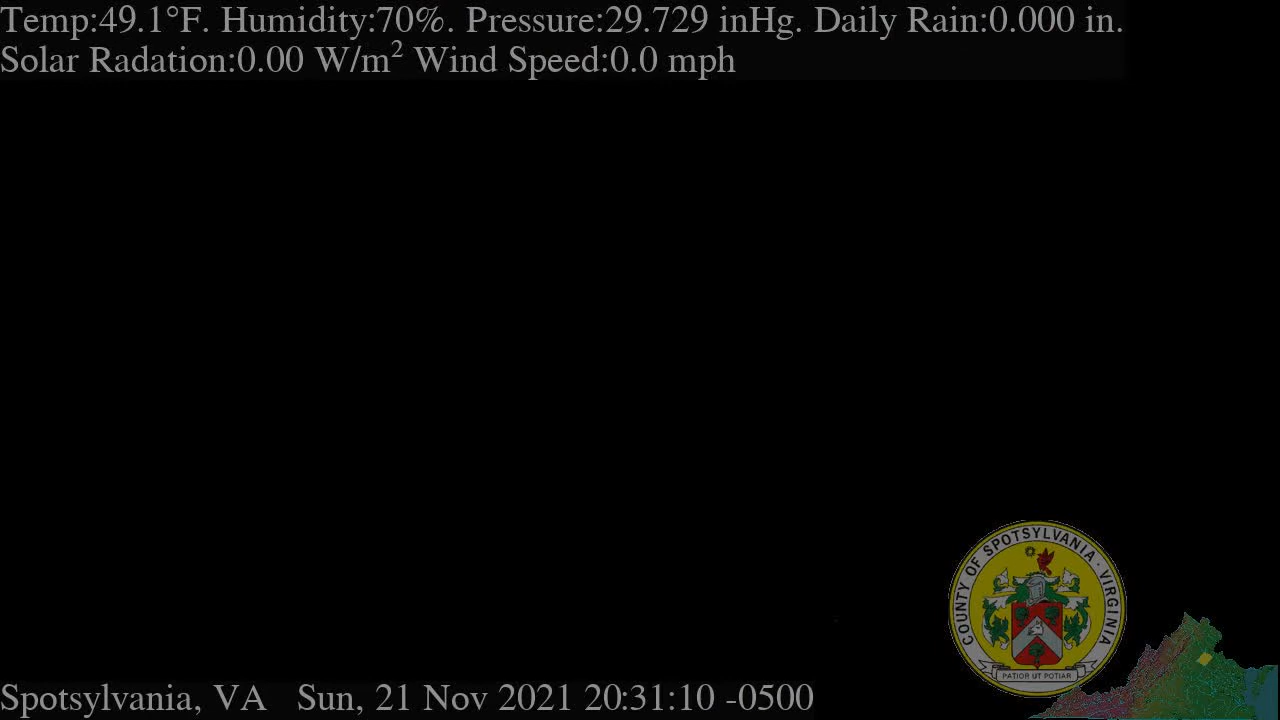 Temp:49.1°F. Humidity:70%. Pressure:29.729 inHg. Daily Rain:0.000 in.
Solar Radation:0.00 W/m² Wind Speed:0.0 mph
COUNTY OF SPOTSYLVANIA · VIRGINIA
PATIOR UT POTIAR
Spotsylvania, VA Sun, 21 Nov 2021 20:31:10 -0500